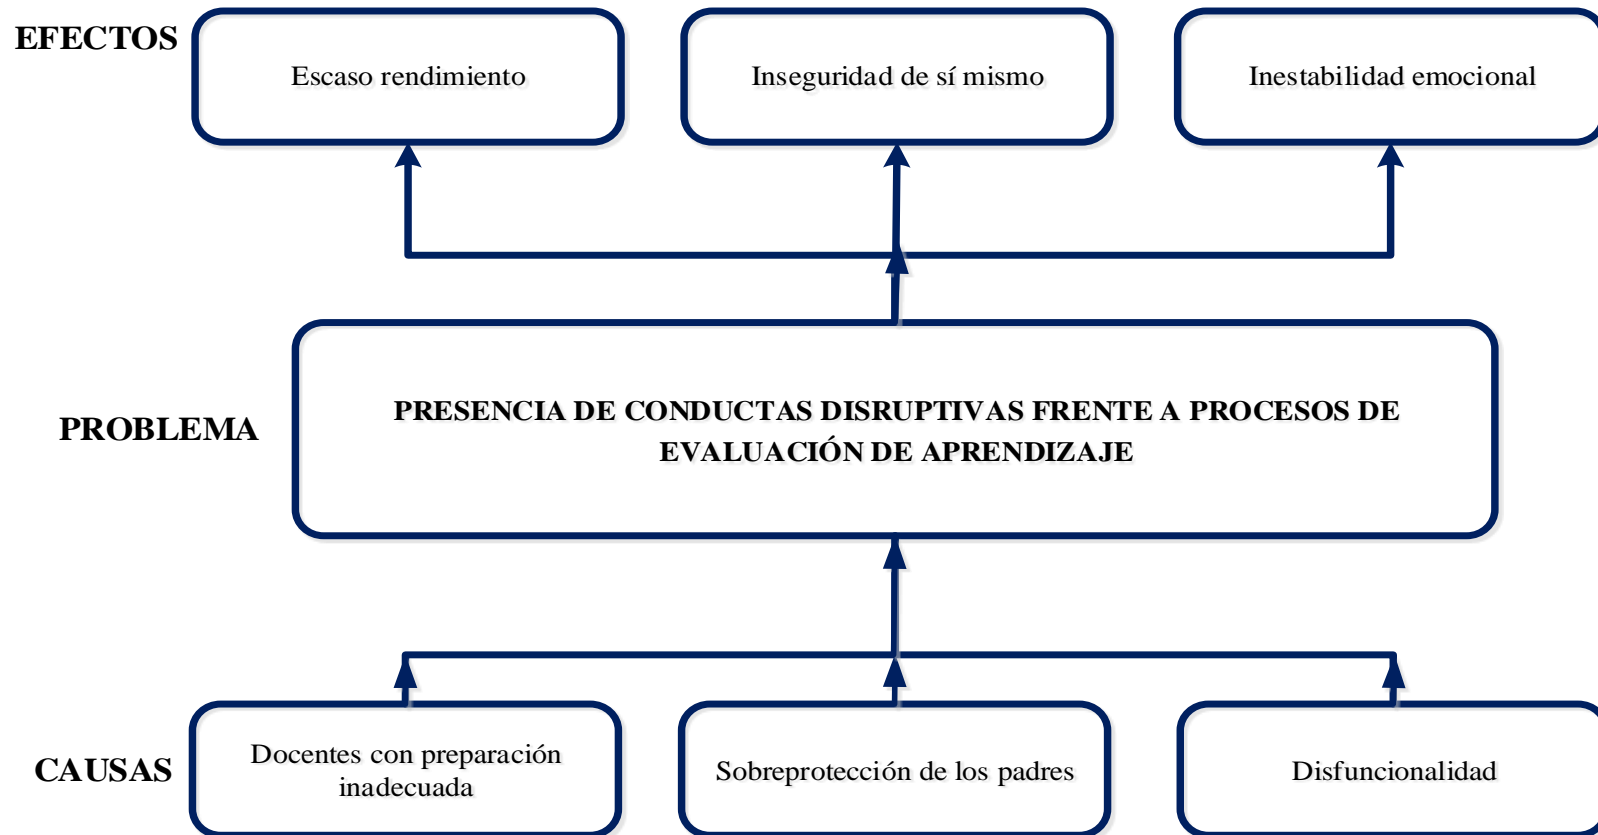 EFECTOS
Escaso rendimiento
Inseguridad de sí mismo
Inestabilidad emocional
PROBLEMA
PRESENCIA DE CONDUCTAS DISRUPTIVAS FRENTE A PROCESOS DE
EVALUACIÓN DE APRENDIZAJE
CAUSAS
Docentes con preparación
inadecuada
Sobreprotección de los padres
Disfuncionalidad